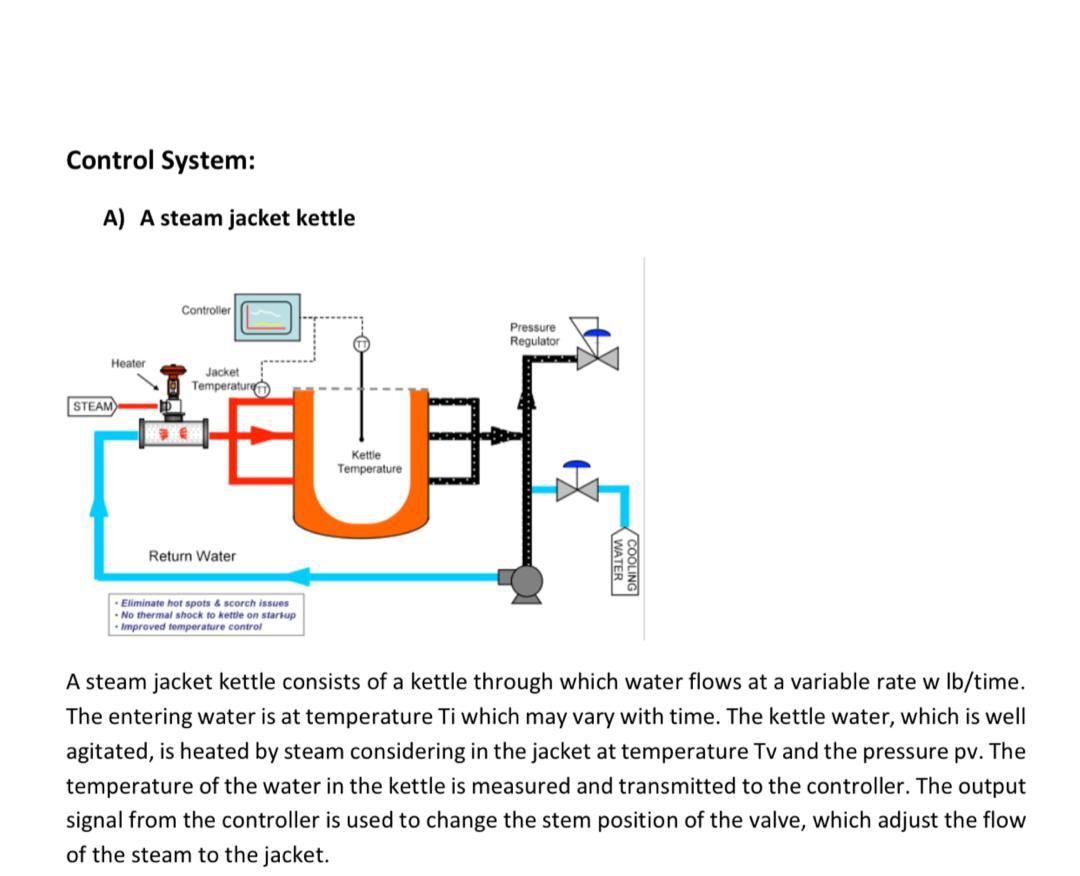 Control System:
A) A steam jacket kettle
Controller
Pressure
Regulator
Heater
Jacket
Temperature
TT
TT
STEAM
Kettle
Temperature
Return Water
COOLING
WATER
• Eliminate hot spots & scorch issues
• No thermal shock to kettle on startup
• Improved temperature control
A steam jacket kettle consists of a kettle through which water flows at a variable rate w lb/time.
The entering water is at temperature Ti which may vary with time. The kettle water, which is well
agitated, is heated by steam considering in the jacket at temperature Tv and the pressure pv. The
temperature of the water in the kettle is measured and transmitted to the controller. The output
signal from the controller is used to change the stem position of the valve, which adjust the flow
of the steam to the jacket.